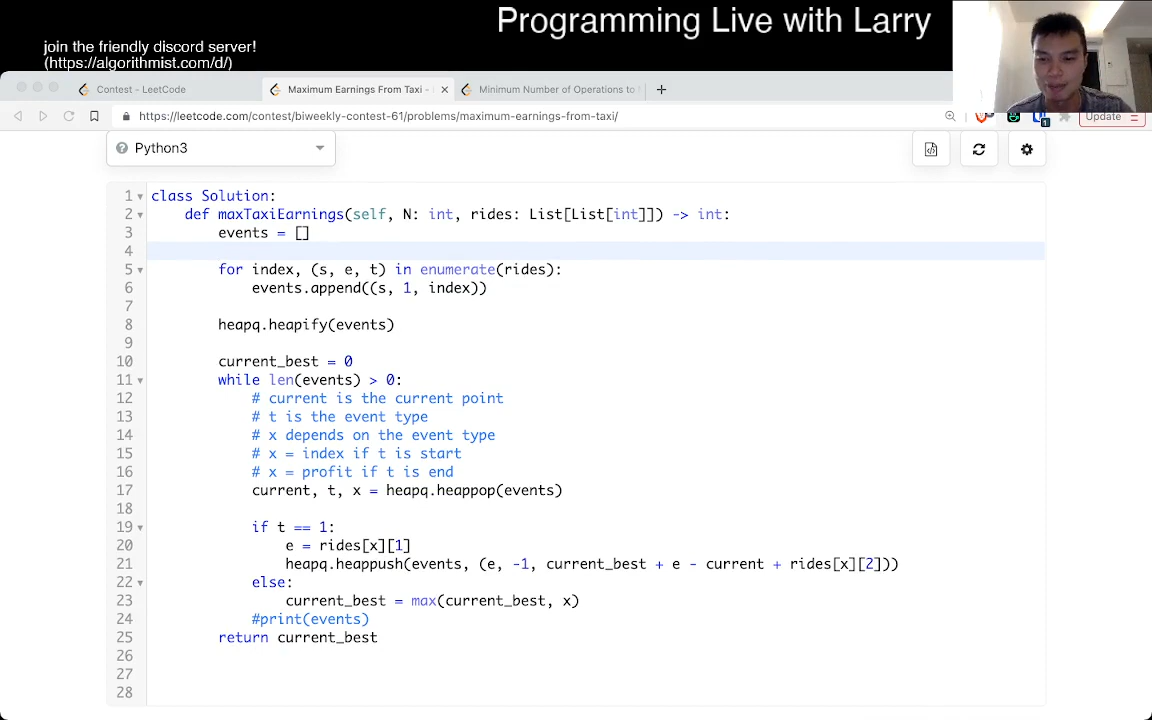 Programming Live with Larry
join the friendly discord server!
(https://algorithmist.com/d/)
Contest - LeetCode
Maximum Earnings From Taxi -
Minimum Number of Operations to
https://leetcode.com/contest/biweekly-contest-61/problems/maximum-earnings-from-taxi/
1
Update
Python3
1 class Solution:
2     def maxTaxiEarnings(self, N: int, rides: List[List[int]]) -> int:
3         events = []
4
5         for index, (s, e, t) in enumerate(rides):
6             events.append((s, 1, index))
7
8         heapq.heapify(events)
9
10         current_best = 0
11         while len(events) > 0:
12             # current is the current point
13             # t is the event type
14             # x depends on the event type
15             # x = index if t is start
16             # x = profit if t is end
17             current, t, x = heapq.heappop(events)
18
19             if t == 1:
20                 e = rides[x][1]
21                 heapq.heappush(events, (e, -1, current_best + e - current + rides[x][2]))
22             else:
23                 current_best = max(current_best, x)
24             #print(events)
25         return current_best
26
27
28